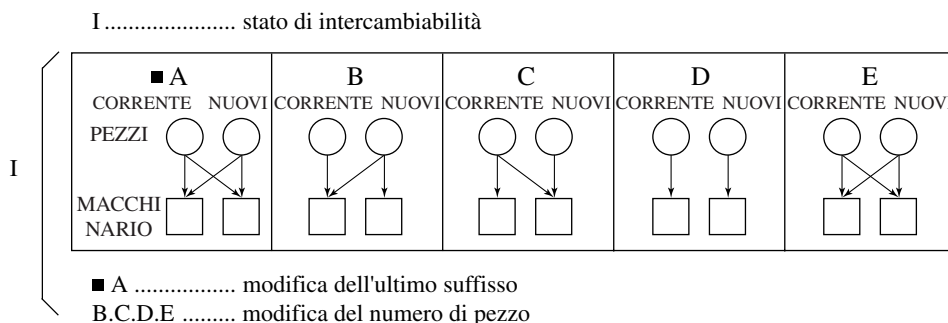 I ...................... stato di intercambiabilità
■ A B C D E
CORRENTE NUOVI CORRENTE NUOVI CORRENTE NUOVI CORRENTE NUOVI CORRENTE NUOVI
PEZZI
I
MACCHI
NARIO
■ A ................. modifica dell'ultimo suffisso
B.C.D.E ......... modifica del numero di pezzo